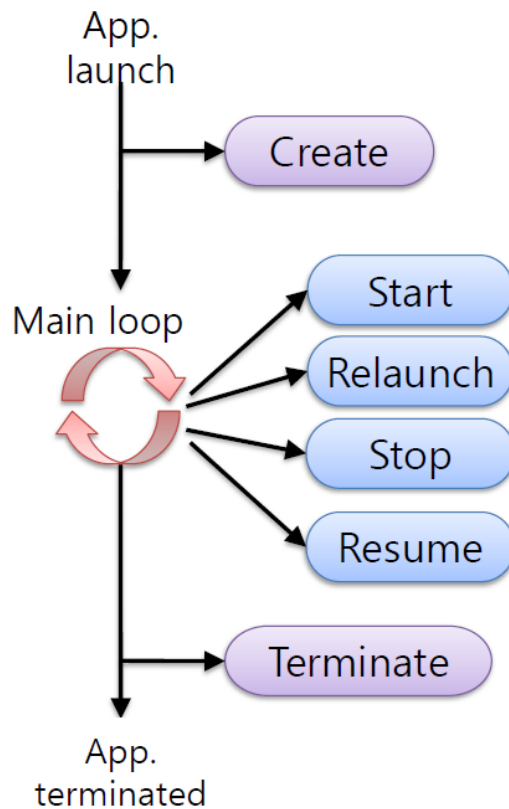 App.
launch
Create
Main loop
Start
Relaunch
Stop
Resume
Terminate
App.
terminated